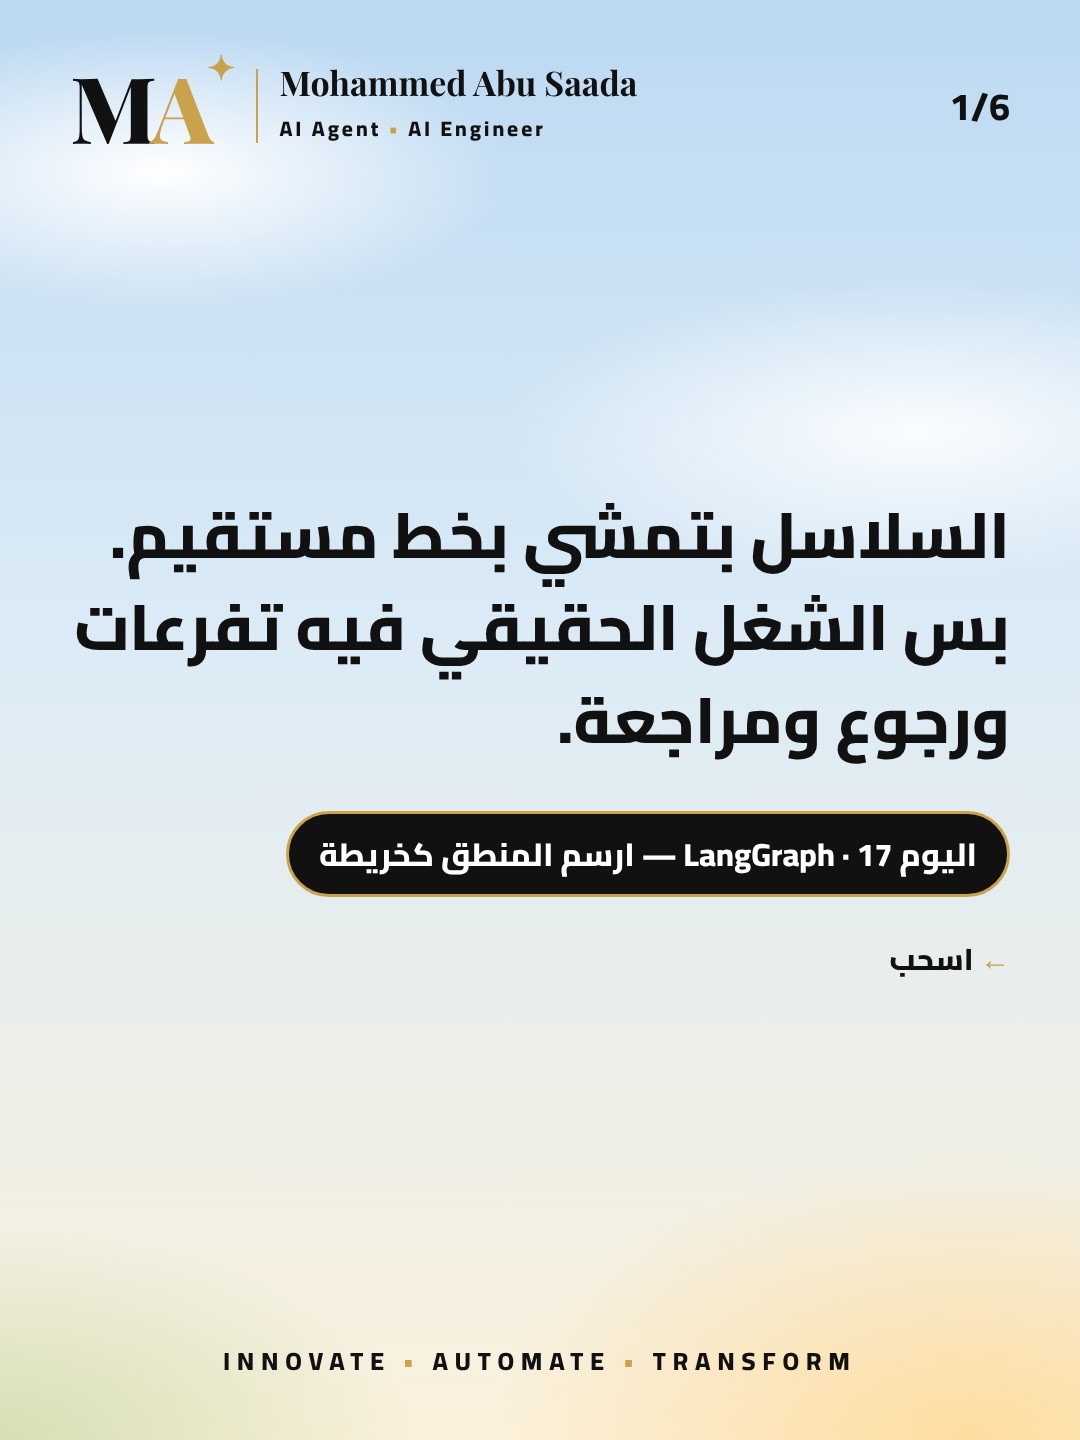 MA
Mohammed Abu Saada
AI Agent ▪ AI Engineer
1/6
السلاسل بتمشي بخط مستقيم.
بس الشغل الحقيقي فيه تفرعات
ورجوع ومراجعة.
اليوم 17 · LangGraph — ارسم المنطق كخريطة
← اسحب
INNOVATE ▪ AUTOMATE ▪ TRANSFORM